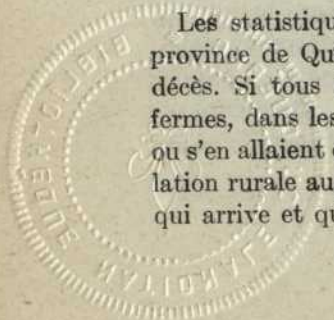 Les statistiqu
province de Qu
décès. Si tous
fermes, dans les
ou s'en allaient
lation rurale au
qui arrive et qu